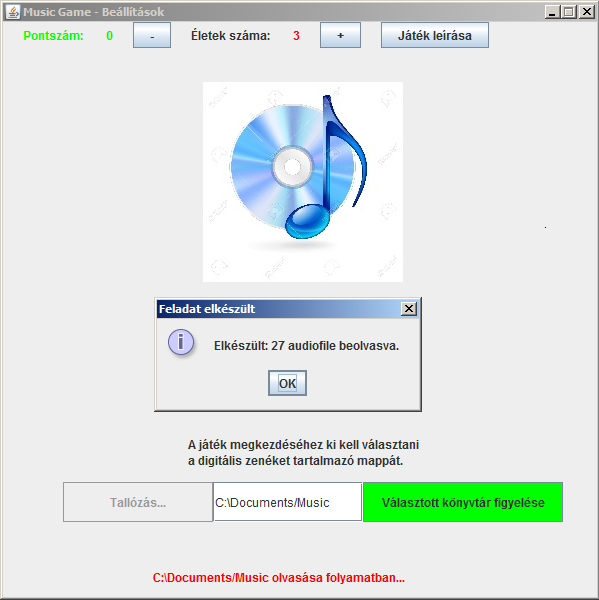 Music Game - Beállítások
Pontszám: 0 - Életek száma: 3 + Játék leírása
Feladat elkészült
Elkészült: 27 audiofile beolvasva.
OK
A játék megkezdéséhez ki kell választani
a digitális zenéket tartalmazó mappát.
Tallózás... C:\Documents/Music Választott könyvtár figyelése
C:\Documents/Music olvasása folyamatban...